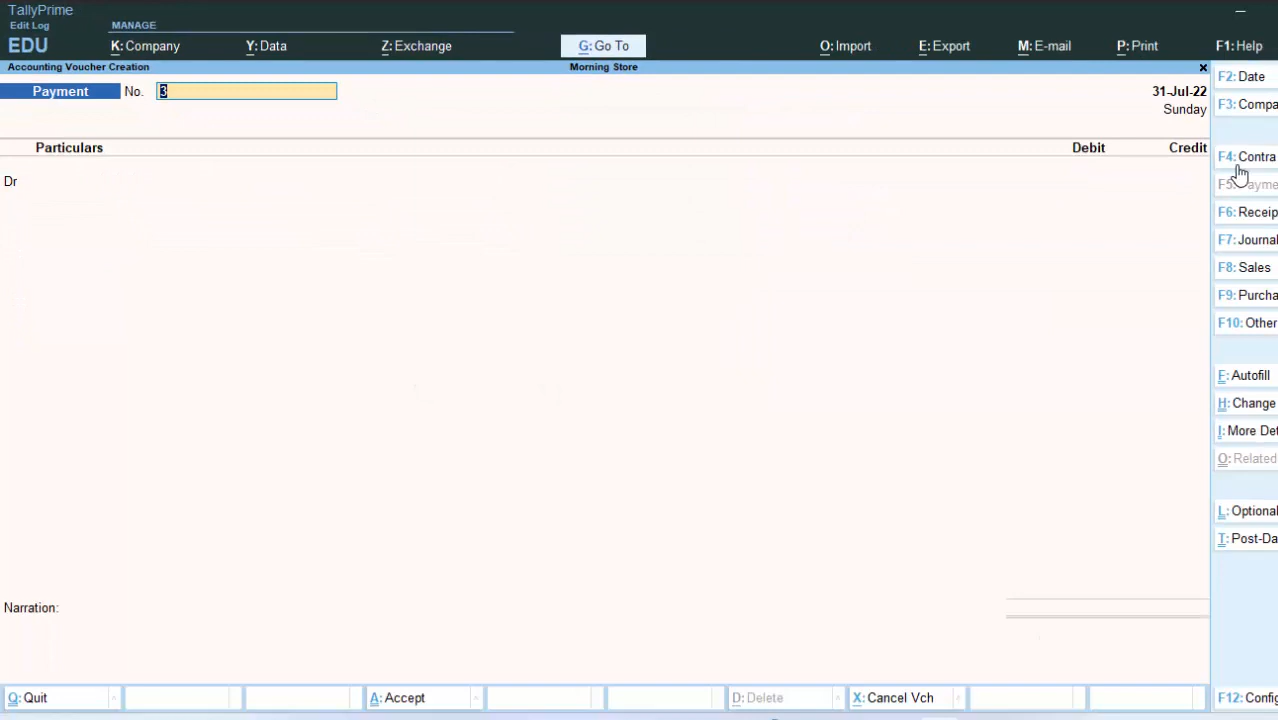 TallyPrime
Edit Log
MANAGE
EDU
K: Company
Y: Data
Z: Exchange
G: Go To
O: Import
E: Export
M: E-mail
P: Print
F1: Help
Accounting Voucher Creation
Morning Store
×
Payment
No.
3
31-Jul-22
Sunday
Particulars
Debit
Credit
Dr
F2: Date
F3: Compa
F4: Contra
F5: Payme
F6: Receip
F7: Journal
F8: Sales
F9: Purcha
F10: Other
F: Autofill
H: Change
I: More Det
O: Related
L: Optional
T: Post-Da
Narration:
Q: Quit
A: Accept
D: Delete
X: Cancel Vch
F12: Config